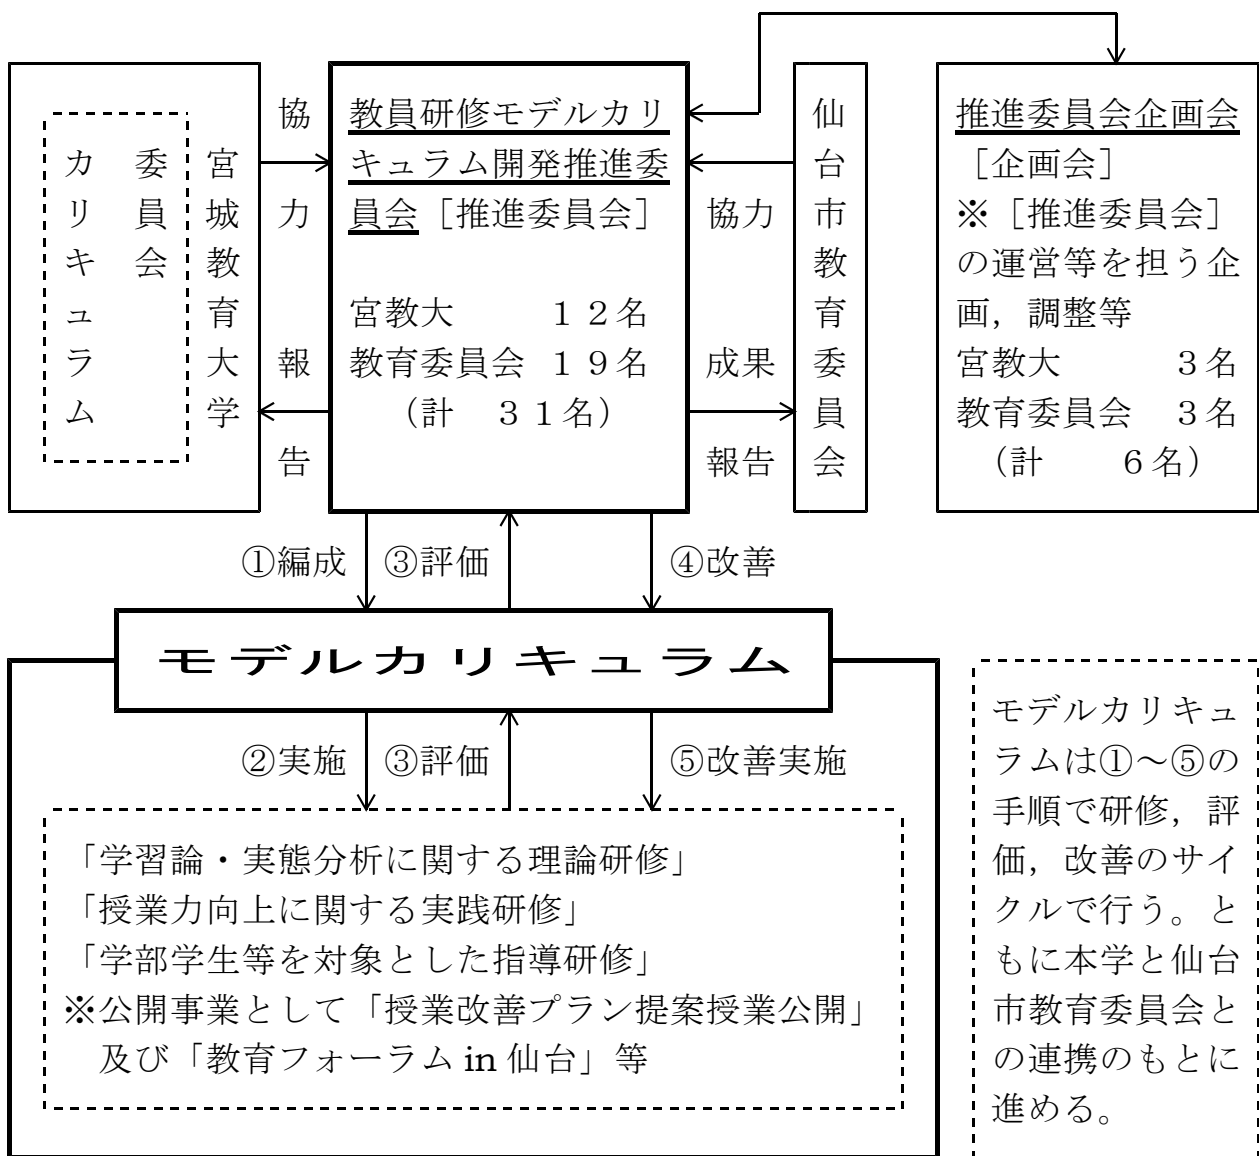 宮城教育大学
カリキュラム
委員会
協力
報告
教員研修モデルカリ
キュラム開発推進委
員会［推進委員会］
宮教大　　１２名
教育委員会 １９名
（計　３１名）
協力
成果
報告
仙台市教育委員会
推進委員会企画会
［企画会］
※［推進委員会］
の運営等を担う企
画，調整等
宮教大　　　３名
教育委員会　３名
（計　　６名）
①編成
③評価
④改善
モデルカリキュラム
②実施
③評価
⑤改善実施
「学習論・実態分析に関する理論研修」
「授業力向上に関する実践研修」
「学部学生等を対象とした指導研修」
※公開事業として「授業改善プラン提案授業公開」
及び「教育フォーラム in 仙台」等
モデルカリキュ
ラムは①～⑤の
手順で研修，評
価，改善のサイ
クルで行う。と
もに本学と仙台
市教育委員会と
の連携のもとに
進める。